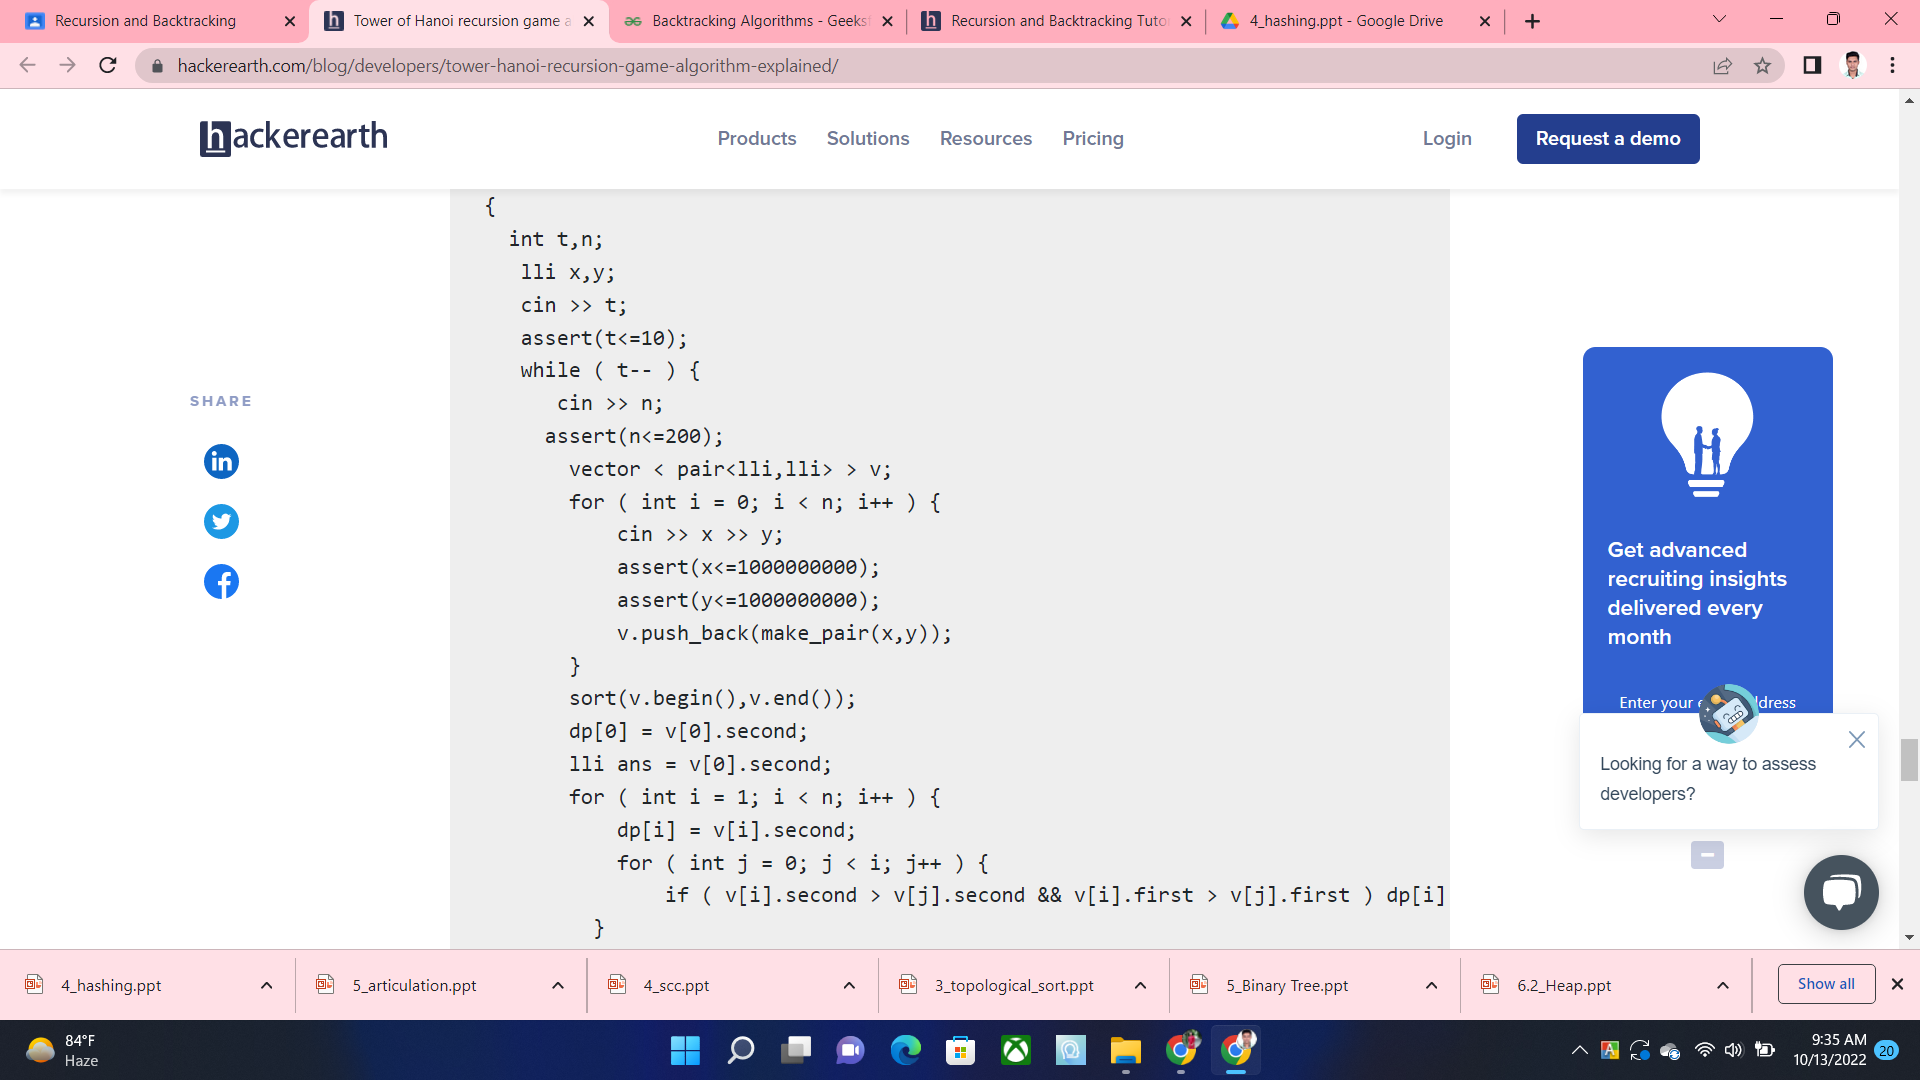 Recursion and Backtracking
Tower of Hanoi recursion game a
Backtracking Algorithms - Geeksf
Recursion and Backtracking Tuto
4_hashing.ppt - Google Drive
hackerearth.com/blog/developers/tower-hanoi-recursion-game-algorithm-explained/
hackerearth
Products
Solutions
Resources
Pricing
Login
Request a demo
SHARE
{
int t,n;
lli x,y;
cin >> t;
assert(t<=10);
while ( t-- ) {
cin >> n;
assert(n<=200);
vector < pair<lli,lli> > v;
for ( int i = 0; i < n; i++ ) {
cin >> x >> y;
assert(x<=1000000000);
assert(y<=1000000000);
v.push_back(make_pair(x,y));
}
sort(v.begin(),v.end());
dp[0] = v[0].second;
lli ans = v[0].second;
for ( int i = 1; i < n; i++ ) {
dp[i] = v[i].second;
for ( int j = 0; j < i; j++ ) {
if ( v[i].second > v[j].second && v[i].first > v[j].first ) dp[i]
}
Get advanced
recruiting insights
delivered every
month
Enter your e dress
Looking for a way to assess
developers?
4_hashing.ppt
5_articulation.ppt
4_scc.ppt
3_topological_sort.ppt
5_Binary Tree.ppt
6.2_Heap.ppt
Show all
84°F
Haze
9:35 AM
10/13/2022
20